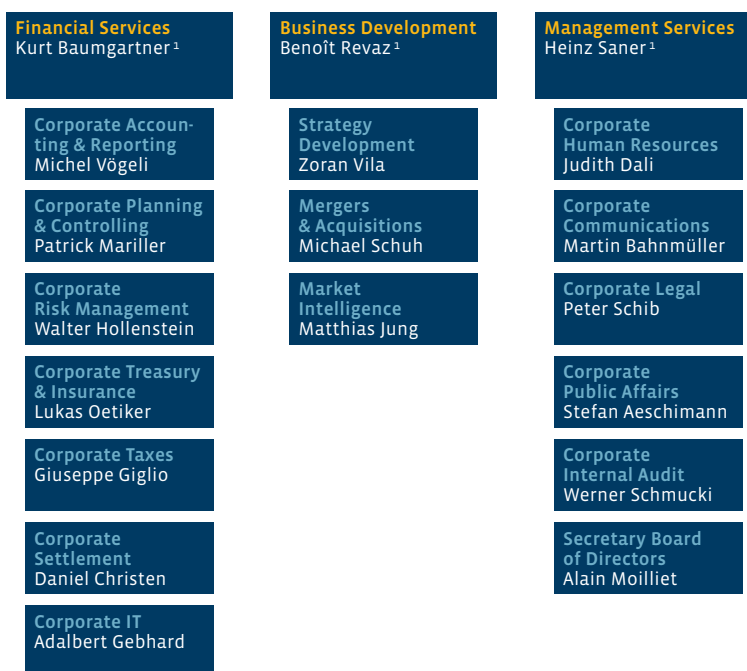 Financial Services
Kurt Baumgartner ¹
Corporate Accoun-
ting & Reporting
Michel Vögeli
Corporate Planning
& Controlling
Patrick Mariller
Corporate
Risk Management
Walter Hollenstein
Corporate Treasury
& Insurance
Lukas Oetiker
Corporate Taxes
Giuseppe Giglio
Corporate
Settlement
Daniel Christen
Corporate IT
Adalbert Gebhard
Business Development
Benoît Revaz ¹
Strategy
Development
Zoran Vila
Mergers
& Acquisitions
Michael Schuh
Market
Intelligence
Matthias Jung
Management Services
Heinz Saner ¹
Corporate
Human Resources
Judith Dali
Corporate
Communications
Martin Bahnmüller
Corporate Legal
Peter Schib
Corporate
Public Affairs
Stefan Aeschimann
Corporate
Internal Audit
Werner Schmucki
Secretary Board
of Directors
Alain Moilliet